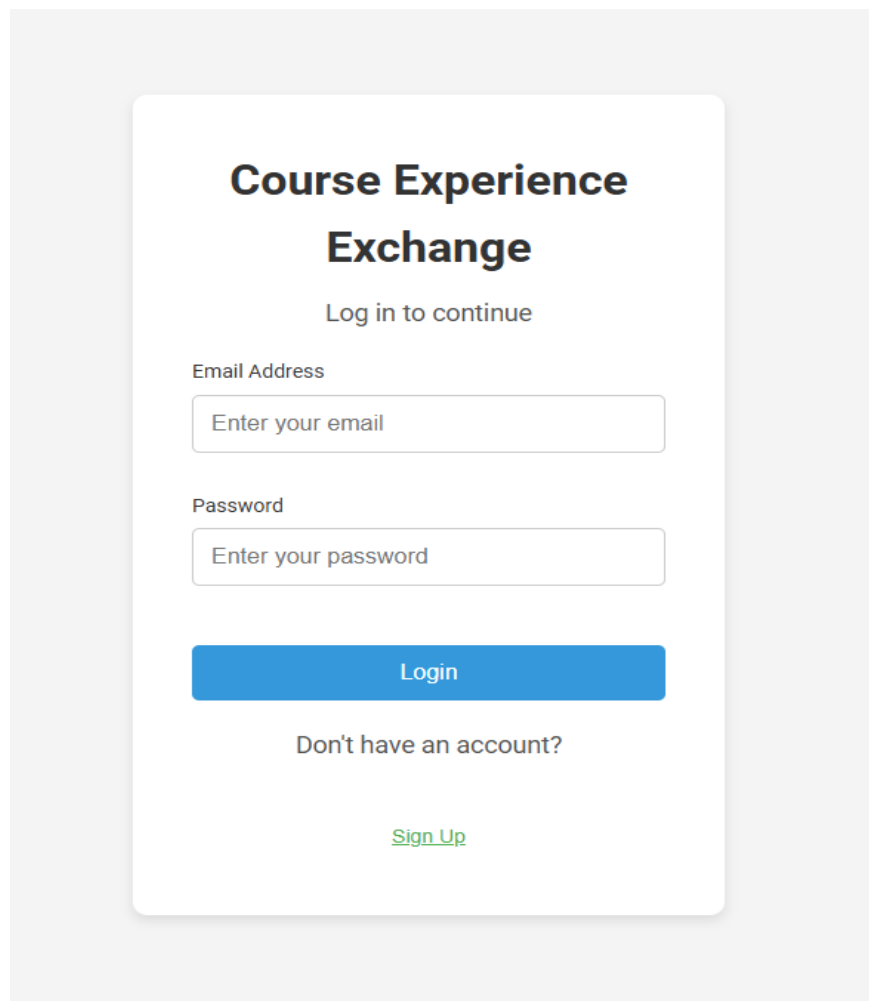 Course Experience
Exchange
Log in to continue
Email Address
Enter your email
Password
Enter your password
Login
Don't have an account?
Sign Up